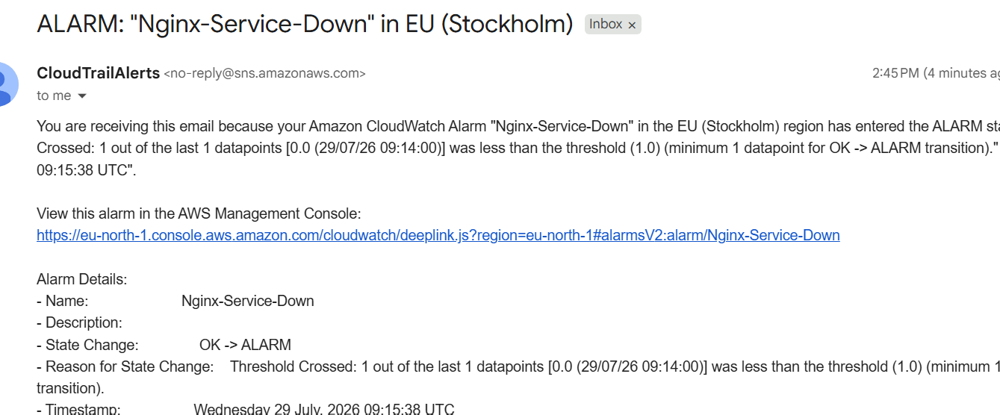 ALARM: "Nginx-Service-Down" in EU (Stockholm) Inbox ×
CloudTrailAlerts <no-reply@sns.amazonaws.com> 2:45 PM (4 minutes
to me
You are receiving this email because your Amazon CloudWatch Alarm "Nginx-Service-Down" in the EU (Stockholm) region has entered the ALARM
Crossed: 1 out of the last 1 datapoints [0.0 (29/07/26 09:14:00)] was less than the threshold (1.0) (minimum 1 datapoint for OK -> ALARM transition)."
09:15:38 UTC".
View this alarm in the AWS Management Console:
https://eu-north-1.console.aws.amazon.com/cloudwatch/deeplink.js?region=eu-north-1#alarmsV2:alarm/Nginx-Service-Down
Alarm Details:
- Name: Nginx-Service-Down
- Description:
- State Change: OK -> ALARM
- Reason for State Change: Threshold Crossed: 1 out of the last 1 datapoints [0.0 (29/07/26 09:14:00)] was less than the threshold (1.0) (minimum 1
transition).
- Timestamp: Wednesday 29 July, 2026 09:15:38 UTC